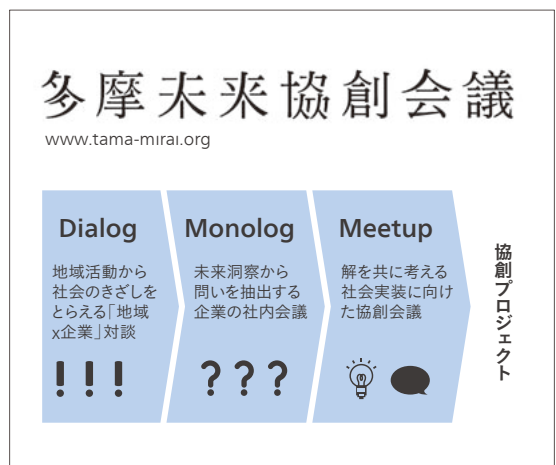 多摩未来協創会議
www.tama-mirai.org
Dialog
地域活動から
社会のきざしを
とらえる「地域
x企業」対談
!!!
Monolog
未来洞察から
問いを抽出する
企業の社内会議
???
Meetup
解を共に考える
社会実装に向け
た協創会議
協創プロジェクト